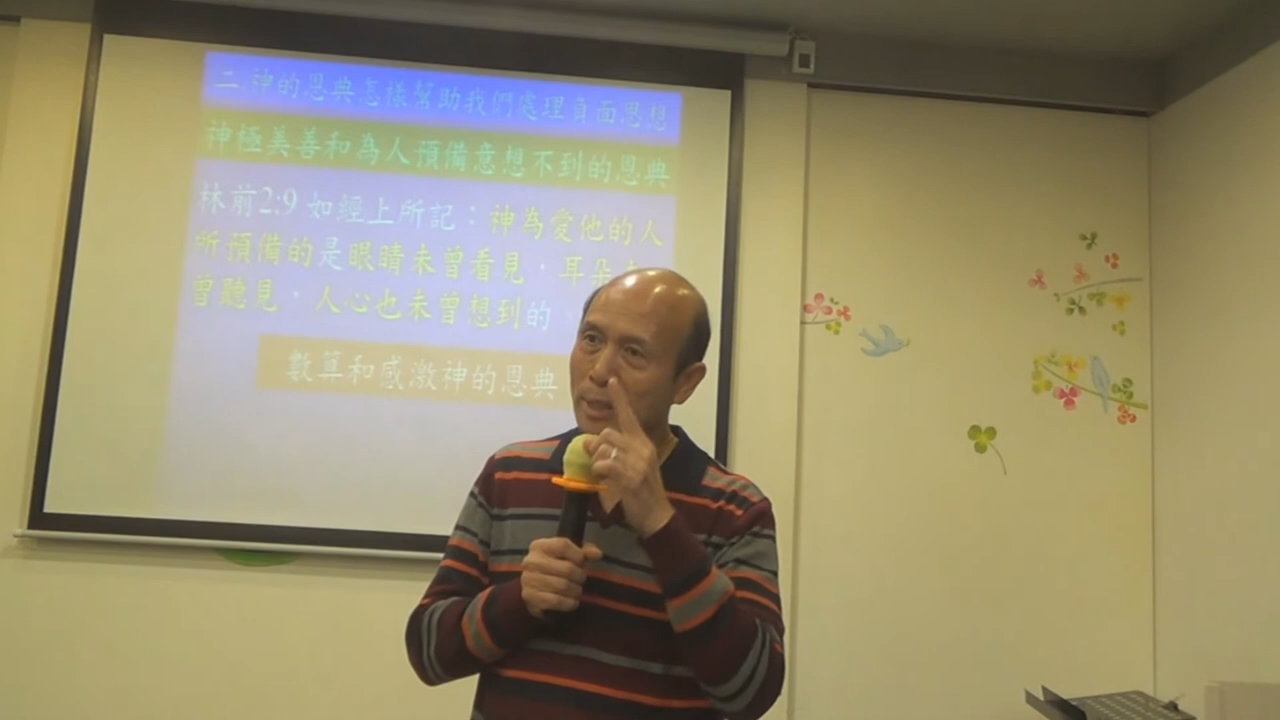 二 神的恩典怎樣幫助我們處理負面思想
神極美善和為人預備意想不到的恩典
林前2:9 如經上所記：神為愛他的人
所預備的是眼睛未曾看見，耳朵
曾聽見，人心也未曾想到的
數算和感激神的恩典